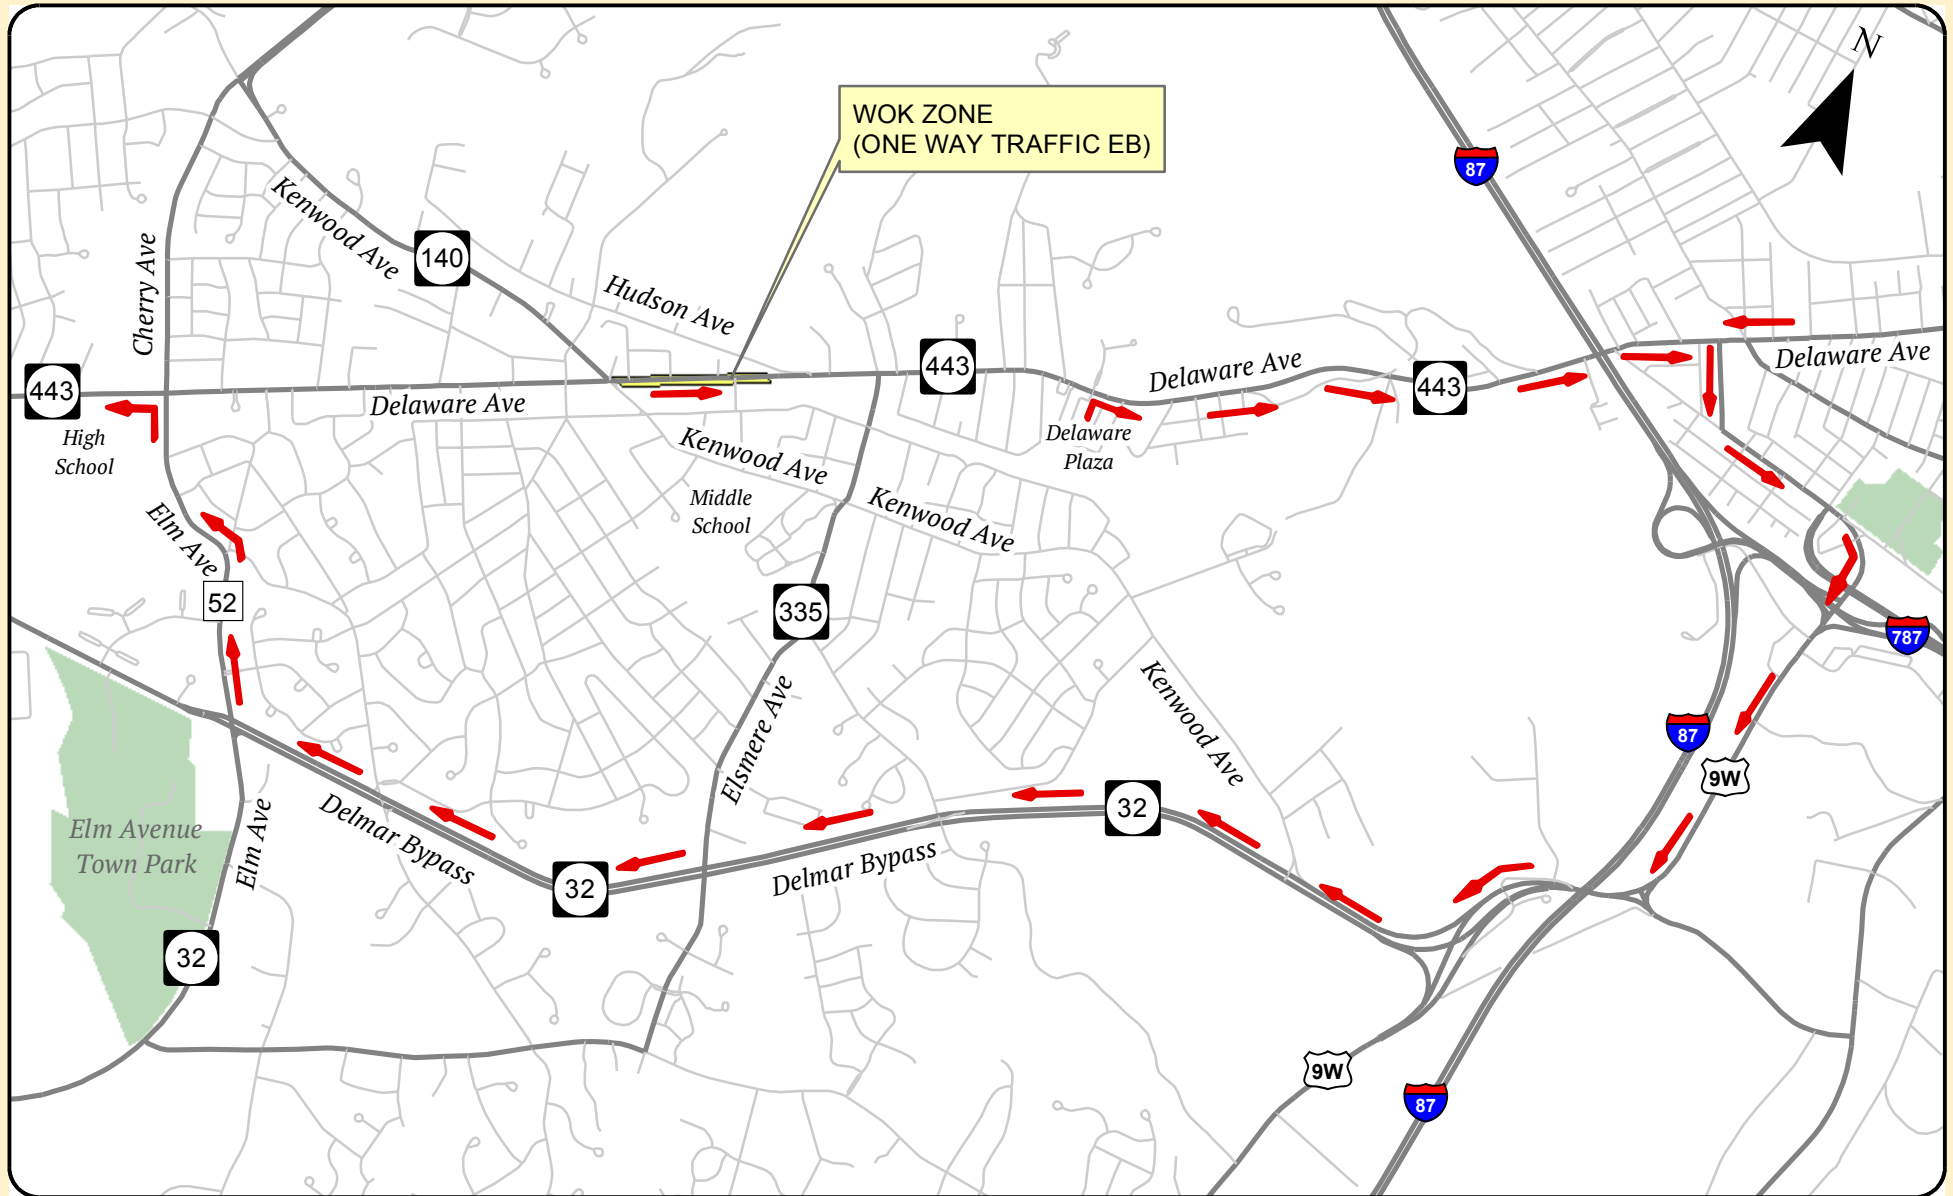 N
WOK ZONE
(ONE WAY TRAFFIC EB)
87
Kenwood Ave
140
Cherry Ave
Hudson Ave
443
Delaware Ave
443
Delaware Ave
443
Delaware Ave
High
School
Delaware
Plaza
Kenwood Ave
Middle
School
Kenwood Ave
Elm Ave
52
335
787
Kenwood Ave
87
9W
Elsmere Ave
32
Delmar Bypass
Elm Avenue
Town Park
Elm Ave
32
Delmar Bypass
32
9W
87